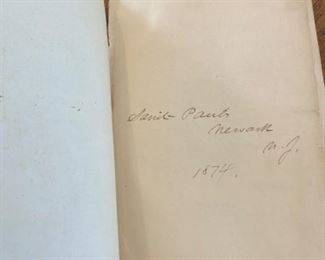 Saint Pauls
Newark
N.J.
1874.